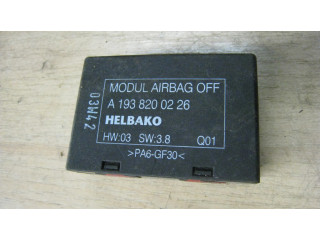 MODUL AIRBAG OFF
A 193 820 02 26
HELBAKO
HW:03 SW:3.8 Q01
>PA6-GF30<
03W42